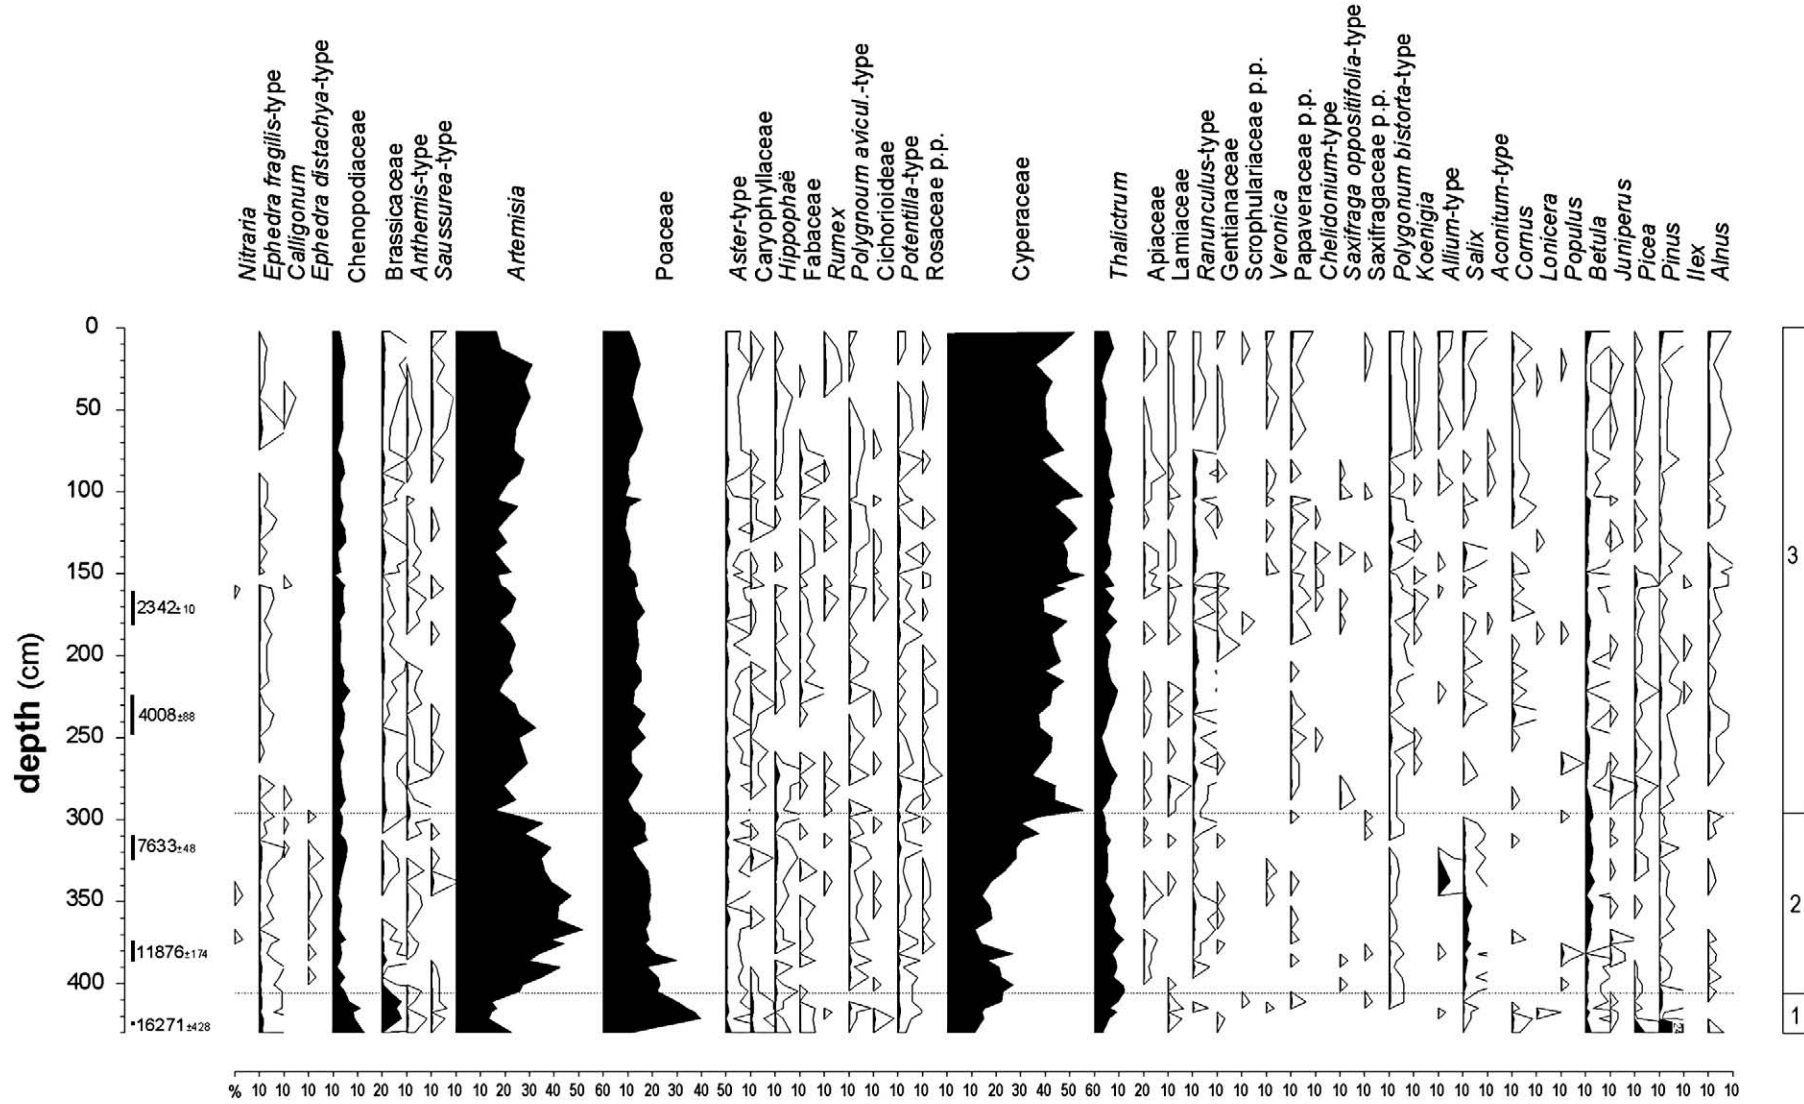 Nitraria
Ephedra fragilis-type
Calligonum
Ephedra distachya-type
Chenopodiaceae
Brassicaceae
Anthemis-type
Saussurea-type
Artemisia
Poaceae
Aster-type
Caryophyllaceae
Hippophaë
Fabaceae
Rumex
Polygnoum avicul.-type
Cichorioideae
Potentilla-type
Rosaceae p.p.
Cyperaceae
Thalictrum
Apiaceae
Lamiaceae
Ranunculus-type
Gentianaceae
Scrophulariaceae p.p.
Veronica
Papaveraceae p.p.
Chelidonium-type
Saxifraga oppositifolia-type
Saxifragaceae p.p.
Polygonum bistorta-type
Koenigia
Allium-type
Salix
Aconitum-type
Cornus
Lonicera
Populus
Betula
Juniperus
Picea
Pinus
Ilex
Alnus
depth (cm)
0
50
100
150
200
250
300
350
400
2342±10
4008±88
7633±48
11876±174
16271±428
3
2
1
% 10 10 10 10 10 20 10 10 10 10 20 30 40 50 60 10 20 30 40 50 10 10 10 10 10 10 10 10 10 10 20 30 40 50 60 10 20 10 10 10 10 10 10 10 10 10 10 10 10 10 10 10 10 10 10 10 10 10 10 10 10